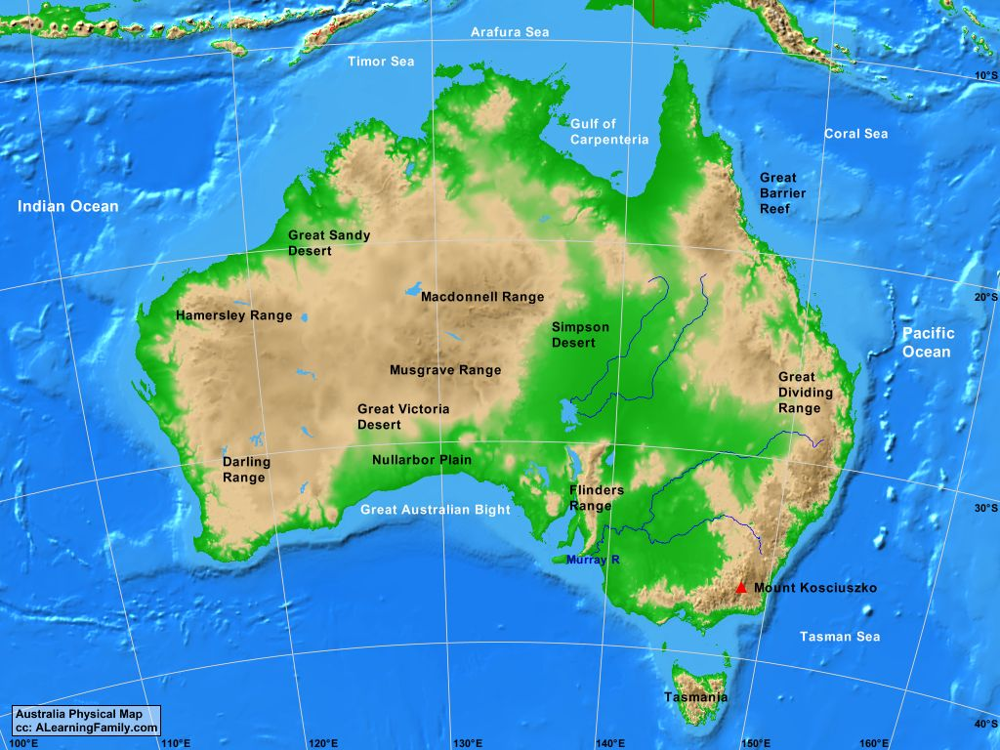 Arafura Sea
Timor Sea
10°S
Gulf of
Carpenteria
Coral Sea
Great
Barrier
Reef
Indian Ocean
Great Sandy
Desert
Macdonnell Range
20°S
Hamersley Range
Simpson
Desert
Pacific
Ocean
Musgrave Range
Great
Dividing
Range
Great Victoria
Desert
Nullarbor Plain
Darling
Range
Flinders
Range
Great Australian Bight
30°S
Murray R
Mount Kosciuszko
Tasman Sea
Tasmania
Australia Physical Map
cc: ALearningFamily.com
40°S
100°E
110°E
120°E
130°E
140°E
150°E
160°E